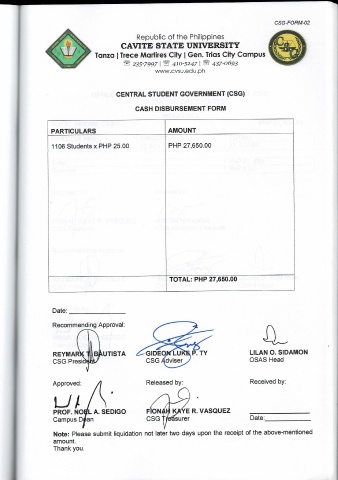 CSG-FORM-02
Republic of the Philippines
CAVITE STATE UNIVERSITY
Tanza | Trece Martires City | Gen. Trias City Campus
☏ 235-7997 | ☏ 410-5247 | ☏ 437-0693
www.cvsu.edu.ph
CENTRAL STUDENT GOVERNMENT (CSG)
CASH DISBURSEMENT FORM
PARTICULARS AMOUNT
1106 Students x PHP 25.00 PHP 27,650.00
TOTAL: PHP 27,650.00
Date:
Recommending Approval:
REYMARK T. BAUTISTA GIDEON LUKE P. TY LILAN O. SIDAMON
CSG President CSG Adviser OSAS Head
Approved: Released by: Received by:
PROF. NOEL A. SEDIGO FIONAH KAYE R. VASQUEZ
Campus Dean CSG Treasurer Date:
Note: Please submit liquidation not later two days upon the receipt of the above-mentioned
amount.
Thank you.